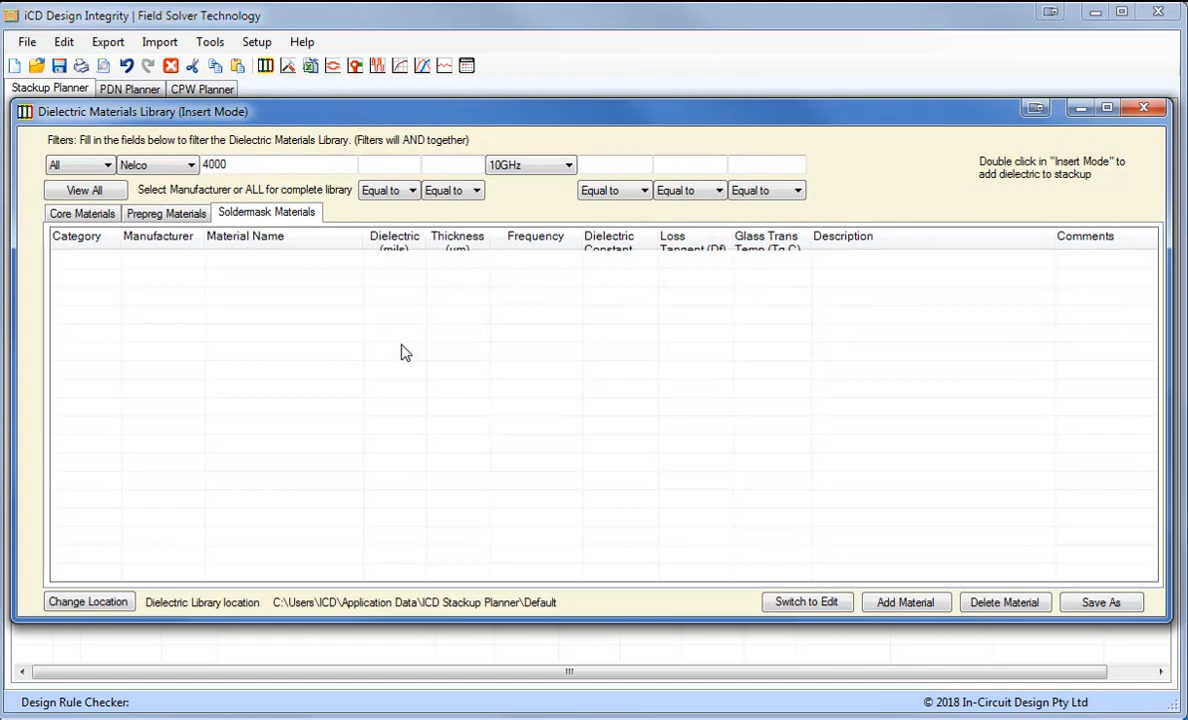 iCD Design Integrity | Field Solver Technology
File Edit Export Import Tools Setup Help
Stackup Planner PDN Planner CPW Planner
Dielectric Materials Library (Insert Mode)
Filters: Fill in the fields below to filter the Dielectric Materials Library. (Filters will AND together)
All Nelco 4000 10GHz
Double click in "Insert Mode" to
add dielectric to stackup
View All Select Manufacturer or ALL for complete library Equal to Equal to Equal to Equal to Equal to
Core Materials Prepreg Materials Soldermask Materials
Category Manufacturer Material Name Dielectric Thickness Frequency Dielectric Loss Glass Trans Description Comments
(mils) (um) Constant Tangent (Df) Temp (Tg C)
Change Location Dielectric Library location C:\Users\ICD\Application Data\ICD Stackup Planner\Default Switch to Edit Add Material Delete Material Save As
Design Rule Checker: © 2018 In-Circuit Design Pty Ltd